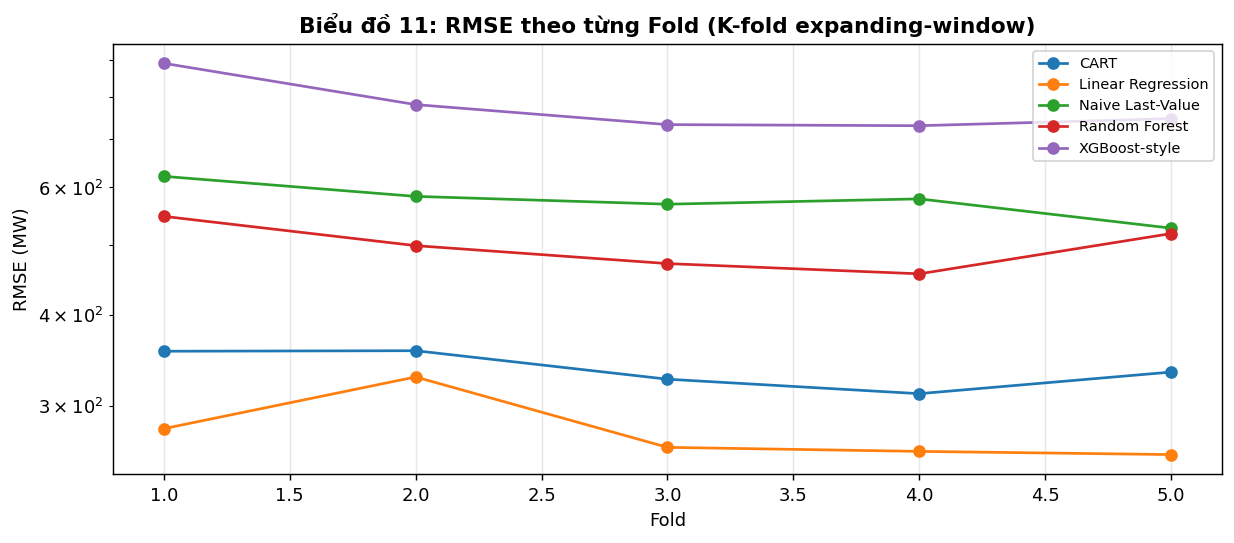 Biểu đồ 11: RMSE theo từng Fold (K-fold expanding-window)
CART
Linear Regression
Naive Last-Value
Random Forest
XGBoost-style
RMSE (MW)
6 × 10²
4 × 10²
3 × 10²
1.0 1.5 2.0 2.5 3.0 3.5 4.0 4.5 5.0
Fold